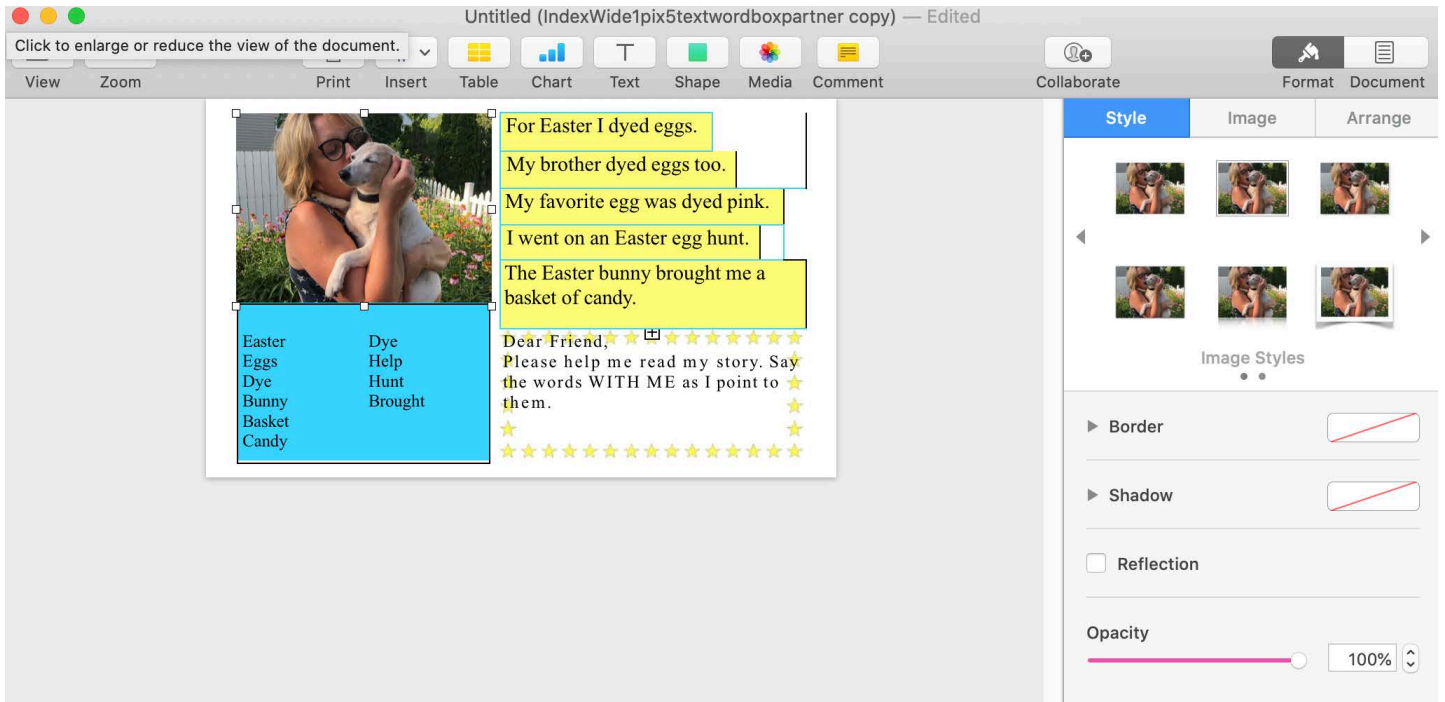 Untitled (IndexWide1pix5textwordboxpartner copy) — Edited
Click to enlarge or reduce the view of the document.
View Zoom Print Insert Table Chart Text Shape Media Comment Collaborate Format Document
Style Image Arrange
For Easter I dyed eggs.
My brother dyed eggs too.
My favorite egg was dyed pink.
I went on an Easter egg hunt.
The Easter bunny brought me a
basket of candy.
Easter
Eggs
Dye
Bunny
Basket
Candy
Dye
Help
Hunt
Brought
Dear Friend,
Please help me read my story. Say
the words WITH ME as I point to
them.
Image Styles
Border
Shadow
Reflection
Opacity
100%